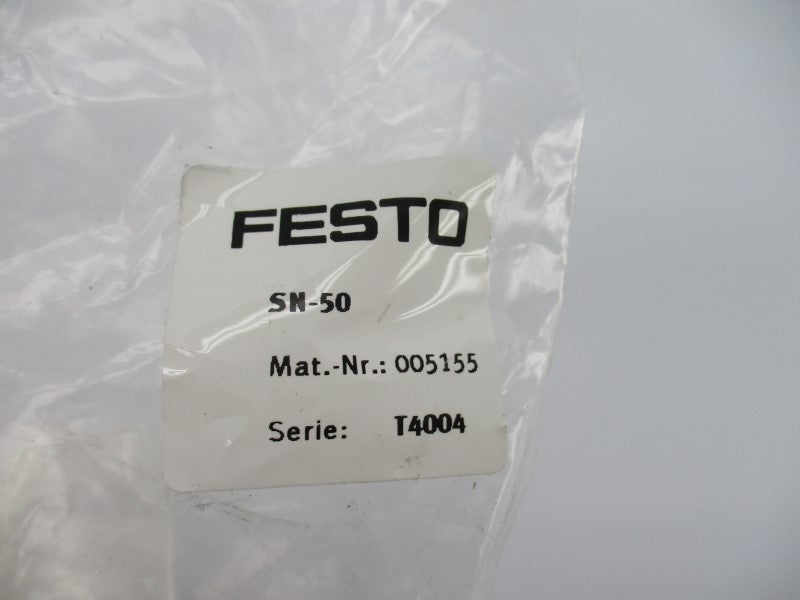 FESTO
SN-50
Mat.-Nr.: 005155
Serie: T4004